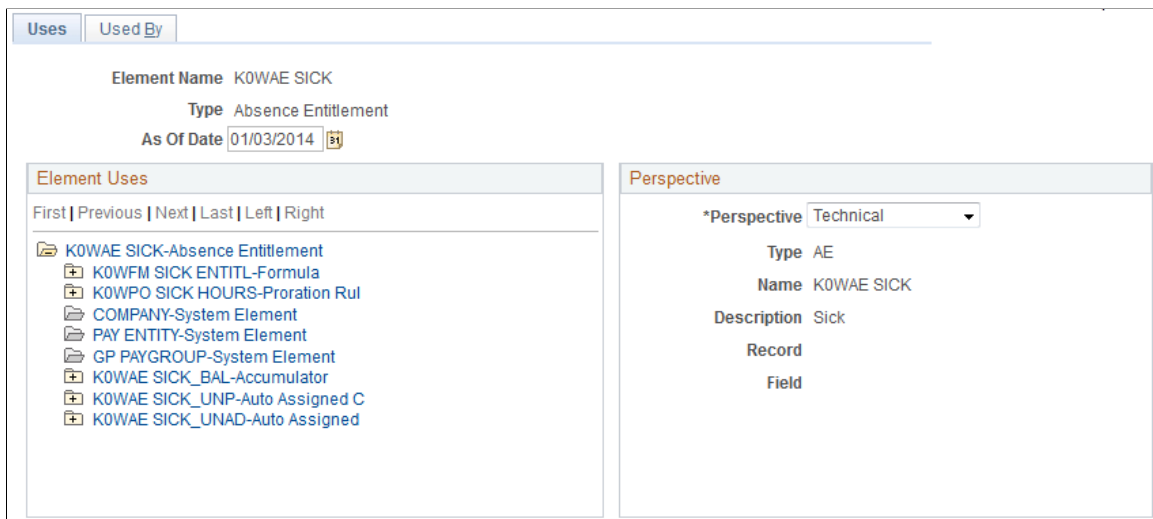 Uses Used By
Element Name K0WAE SICK
Type Absence Entitlement
As Of Date 01/03/2014 31
Element Uses
First | Previous | Next | Last | Left | Right
K0WAE SICK-Absence Entitlement
K0WFM SICK ENTITL-Formula
K0WPO SICK HOURS-Proration Rul
COMPANY-System Element
PAY ENTITY-System Element
GP PAYGROUP-System Element
K0WAE SICK_BAL-Accumulator
K0WAE SICK_UNP-Auto Assigned C
K0WAE SICK_UNAD-Auto Assigned
Perspective
*Perspective Technical
Type AE
Name K0WAE SICK
Description Sick
Record
Field